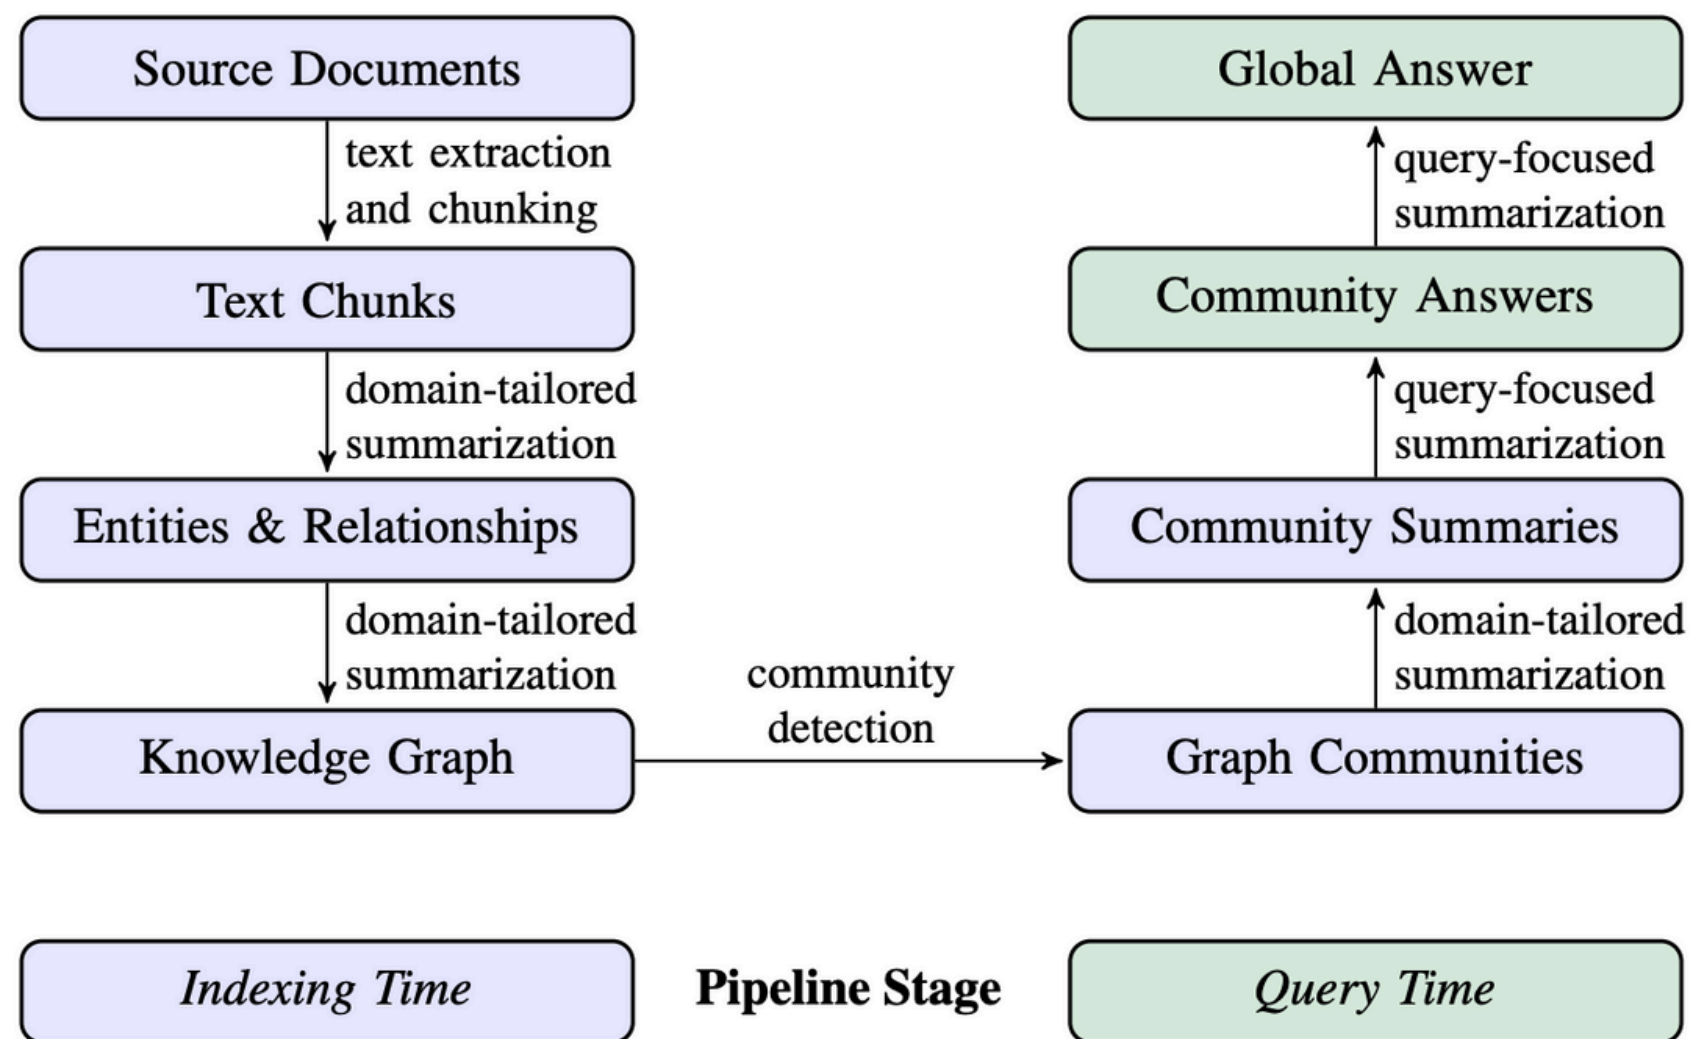 Source Documents
text extraction
and chunking
Text Chunks
domain-tailored
summarization
Entities & Relationships
domain-tailored
summarization
Knowledge Graph
community
detection
Global Answer
query-focused
summarization
Community Answers
query-focused
summarization
Community Summaries
domain-tailored
summarization
Graph Communities
Indexing Time
Pipeline Stage
Query Time